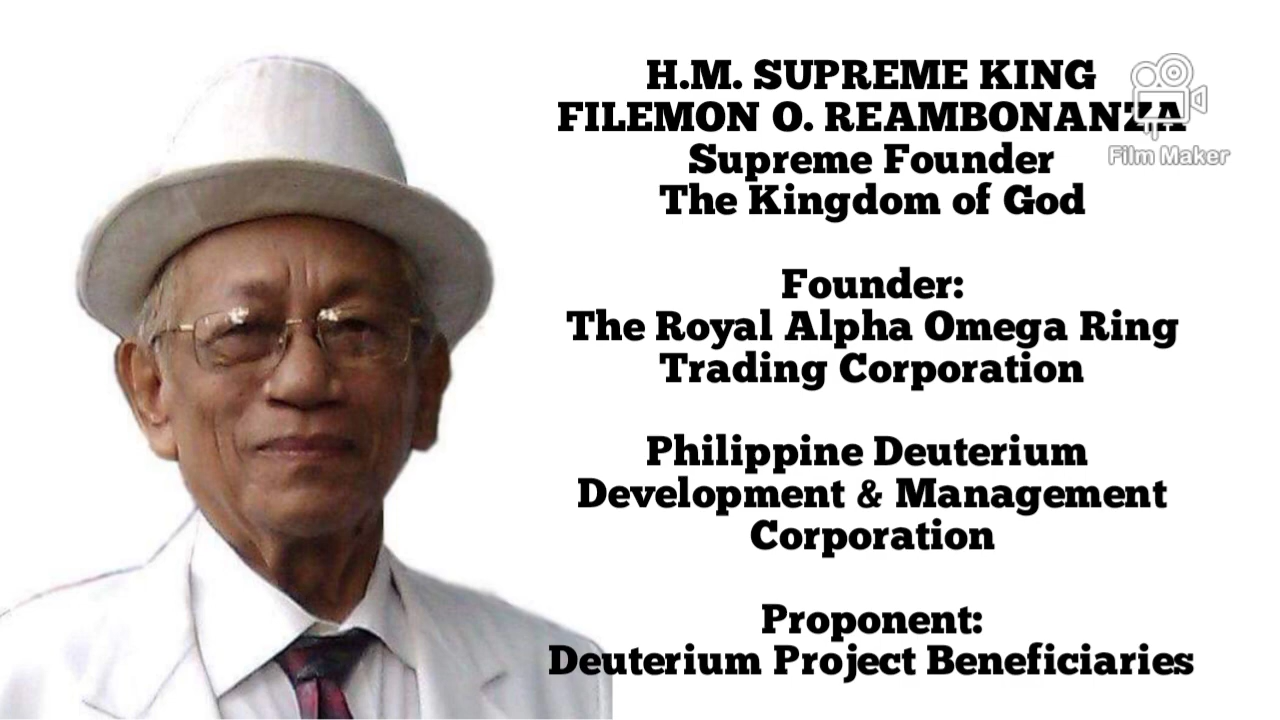 H.M. SUPREME KING
FILEMON O. REAMBONANZA
Supreme Founder
The Kingdom of God
Founder:
The Royal Alpha Omega Ring
Trading Corporation
Philippine Deuterium
Development & Management
Corporation
Proponent:
Deuterium Project Beneficiaries
Film Maker